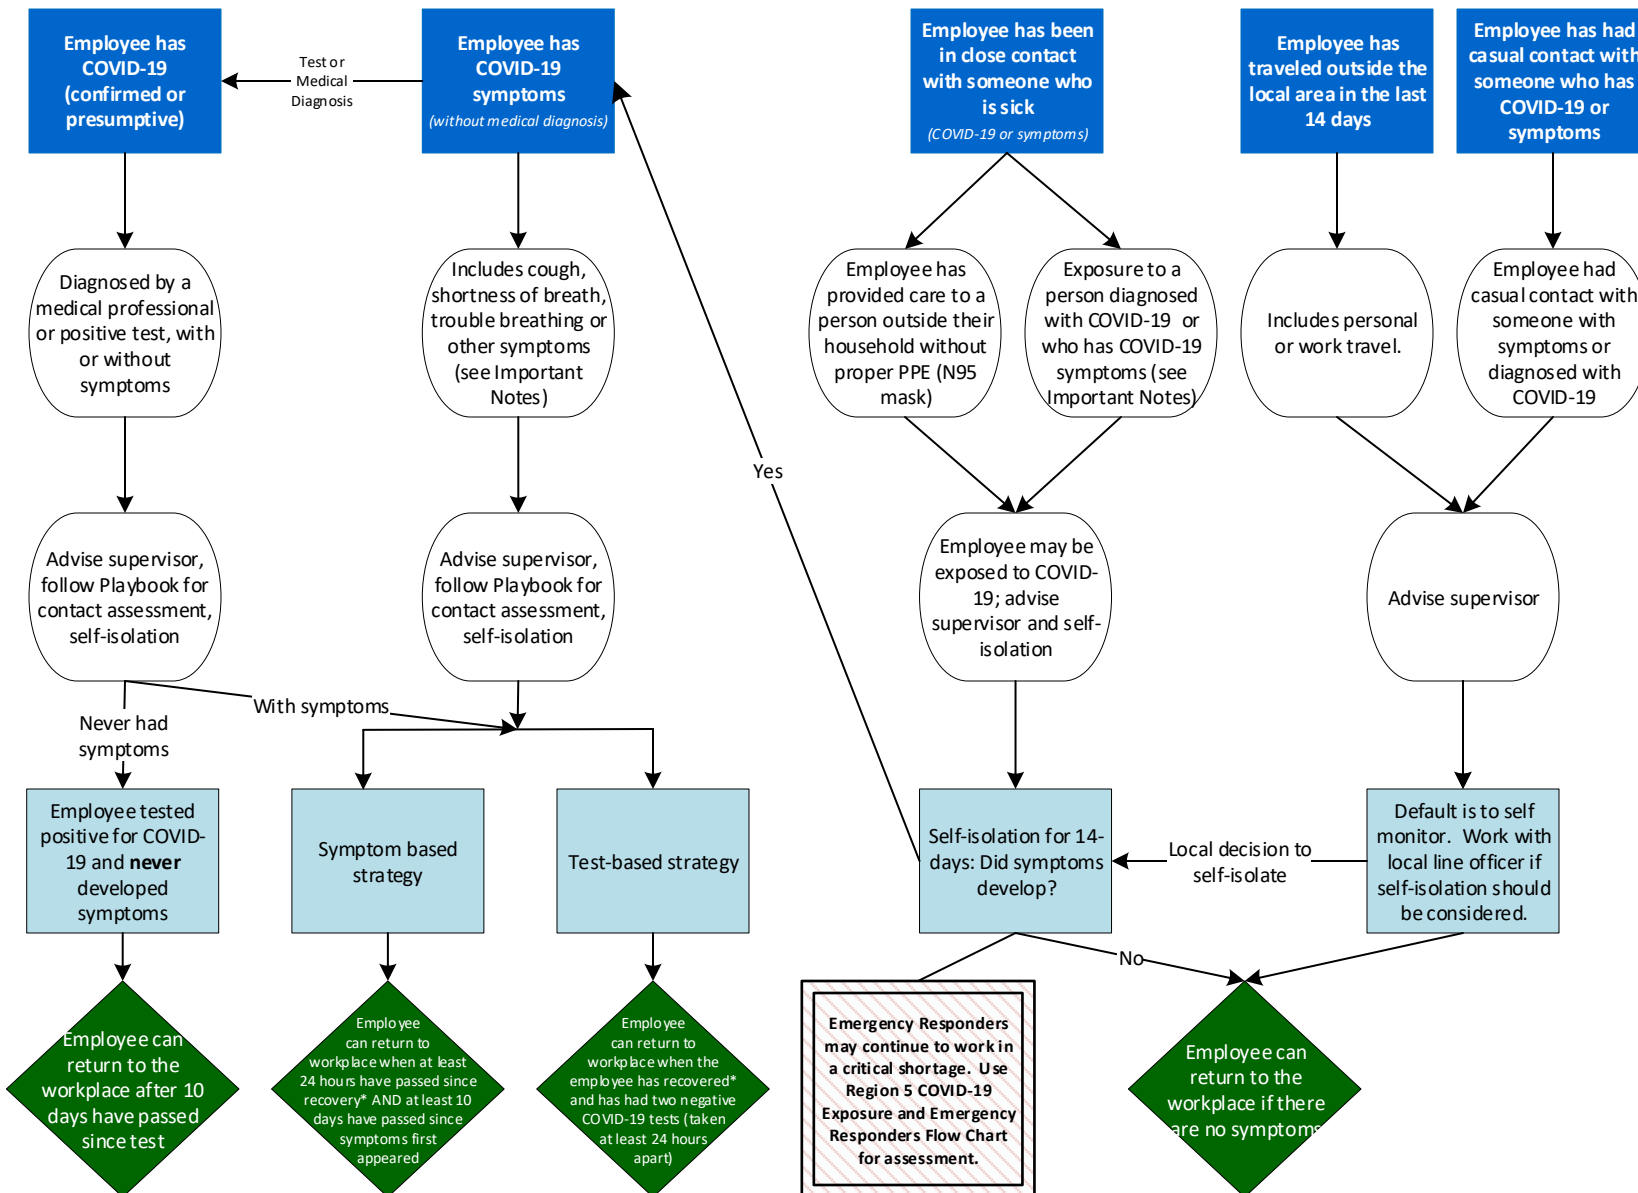 Employee has
COVID-19
(confirmed or
presumptive)
Test or
Medical
Diagnosis
Employee has
COVID-19
symptoms
(without medical diagnosis)
Employee has been
in close contact
with someone who
is sick
(COVID-19 or symptoms)
Employee has
traveled outside the
local area in the last
14 days
Employee has had
casual contact with
someone who has
COVID-19 or
symptoms
Diagnosed by a
medical professional
or positive test, with
or without
symptoms
Includes cough,
shortness of breath,
trouble breathing or
other symptoms
(see Important
Notes)
Employee has
provided care to a
person outside their
household without
proper PPE (N95
mask)
Exposure to a
person diagnosed
with COVID-19 or
who has COVID-19
symptoms (see
Important Notes)
Includes personal
or work travel.
Employee had
casual contact with
someone with
symptoms or
diagnosed with
COVID-19
Yes
Advise supervisor,
follow Playbook for
contact assessment,
self-isolation
Advise supervisor,
follow Playbook for
contact assessment,
self-isolation
Employee may be
exposed to COVID-
19; advise
supervisor and self-
isolation
Advise supervisor
With symptoms
Never had
symptoms
Employee tested
positive for COVID-
19 and never
developed
symptoms
Symptom based
strategy
Test-based strategy
Self-isolation for 14-
days: Did symptoms
develop?
Local decision to
self-isolate
Default is to self
monitor. Work with
local line officer if
self-isolation should
be considered.
No
Employee can
return to the
workplace after 10
days have passed
since test
Employee
can return to
workplace when at least
24 hours have passed since
recovery* AND at least 10
days have passed since
symptoms first
appeared
Employee
can return to
workplace when the
employee has recovered*
and has had two negative
COVID-19 tests (taken
at least 24 hours
apart)
Emergency Responders
may continue to work in
a critical shortage. Use
Region 5 COVID-19
Exposure and Emergency
Responders Flow Chart
for assessment.
Employee can
return to the
workplace if there
are no symptoms